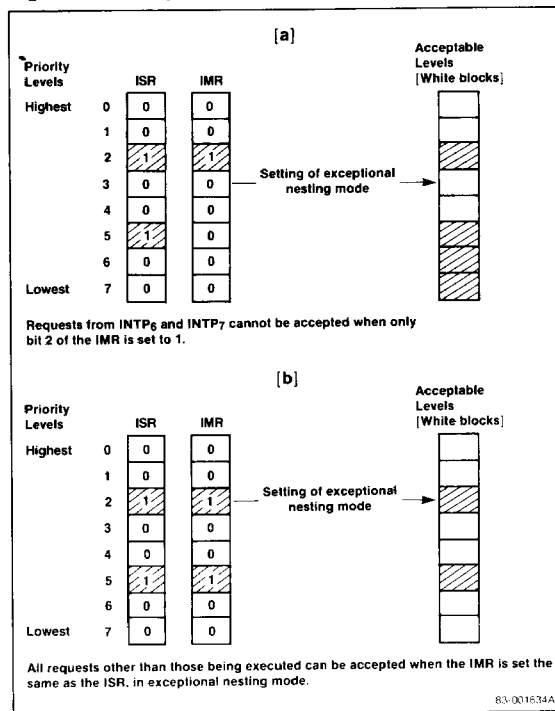 [a]
Priority
Levels
ISR
IMR
Acceptable
Levels
[White blocks]
Highest 0 0 0
1 0 0
2 1 1
3 0 0
Setting of exceptional
nesting mode
4 0 0
5 1 0
6 0 0
Lowest 7 0 0
Requests from INTP6 and INTP7 cannot be accepted when only
bit 2 of the IMR is set to 1.
[b]
Priority
Levels
ISR
IMR
Acceptable
Levels
[White blocks]
Highest 0 0 0
1 0 0
2 1 1
Setting of exceptional
nesting mode
3 0 0
4 0 0
5 1 1
6 0 0
Lowest 7 0 0
All requests other than those being executed can be accepted when the IMR is set the
same as the ISR, in exceptional nesting mode.
83-001634A